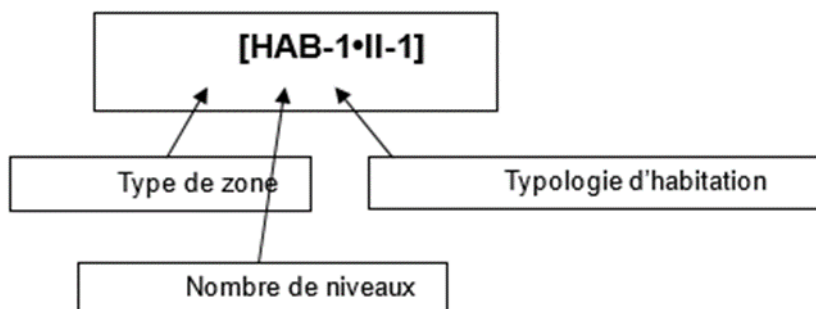 [HAB-1•II-1]
Type de zone
Typologie d'habitation
Nombre de niveaux